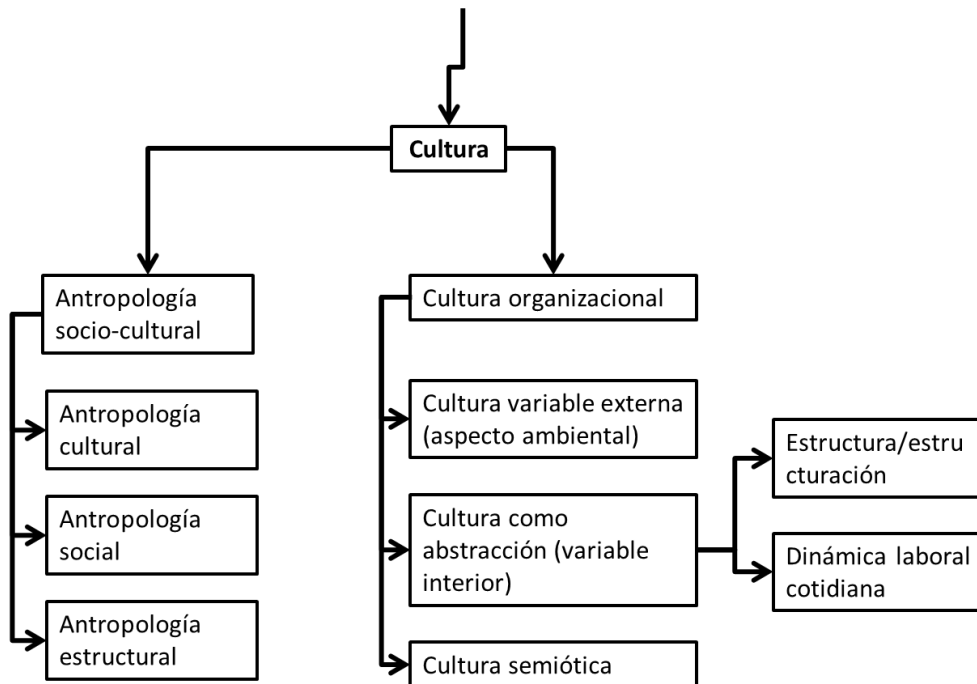 Cultura
Antropología
socio-cultural
Antropología
cultural
Antropología
social
Antropología
estructural
Cultura organizacional
Cultura variable externa
(aspecto ambiental)
Cultura como
abstracción (variable
interior)
Cultura semiótica
Estructura/estru
cturación
Dinámica laboral
cotidiana